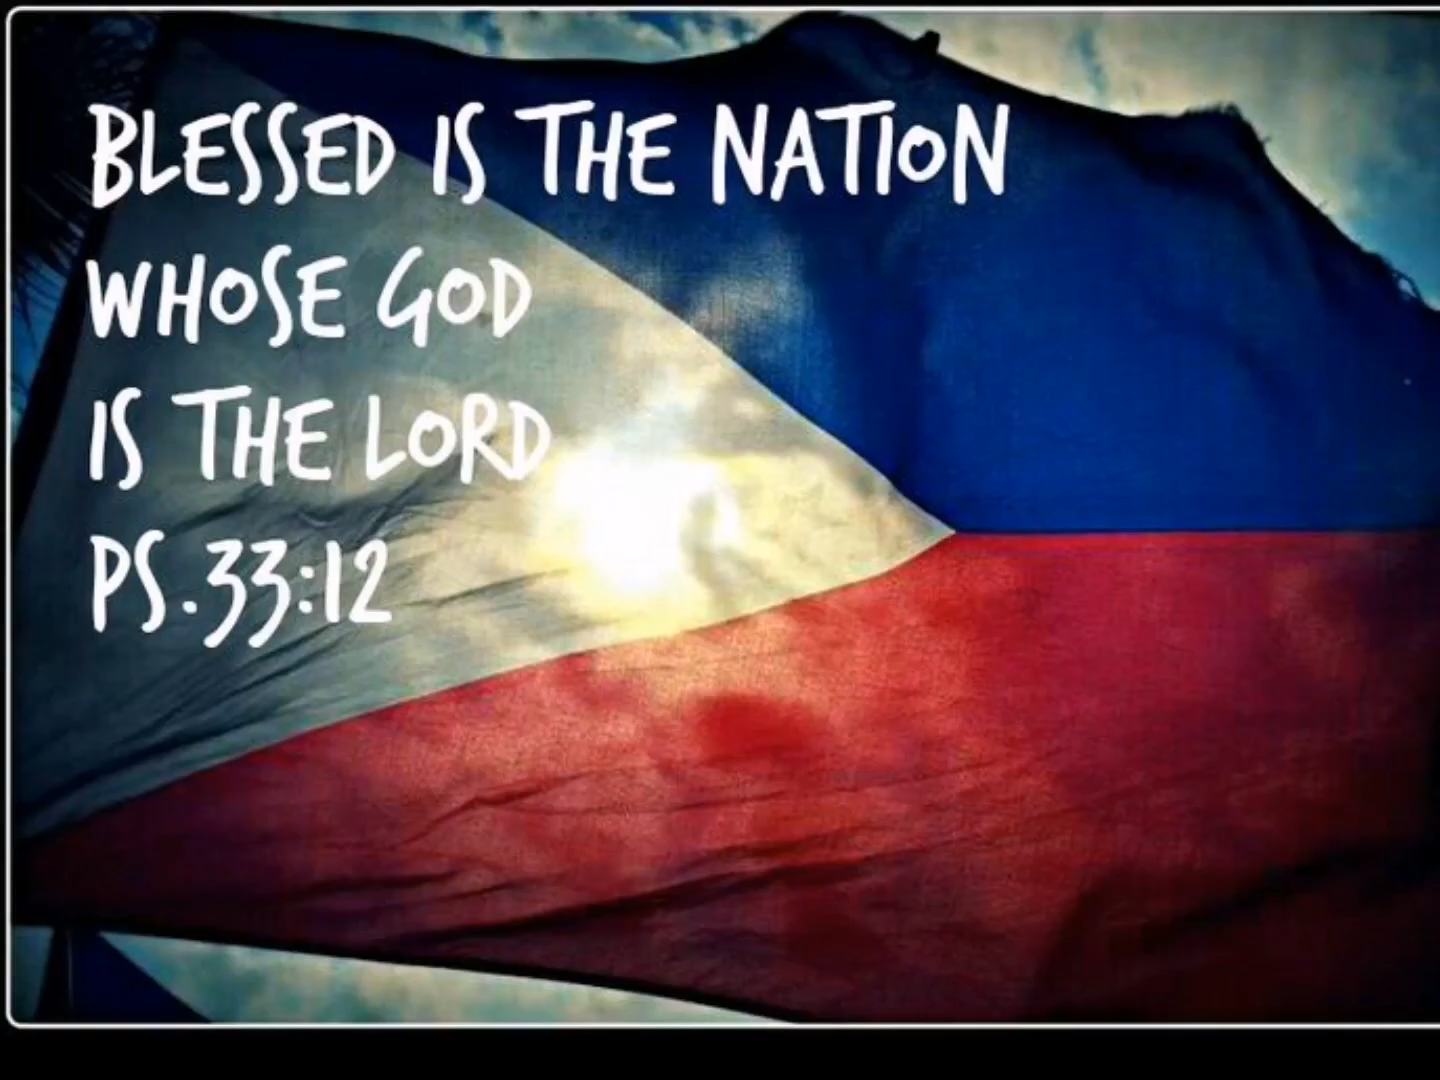 BLESSED IS THE NATION
WHOSE GOD
IS THE LORD
PS.33:12